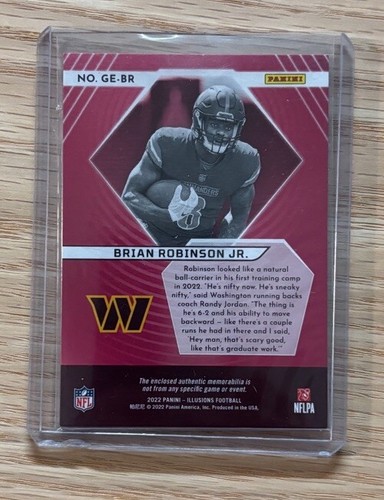 NO. GE-BR
PANINI
COMMANDERS
8
BRIAN ROBINSON JR.
Robinson looked like a natural
ball-carrier in his first training camp
in 2022. "He's nifty now. He's sneaky
nifty," said Washington running backs
coach Randy Jordan. "The thing is
he's 6-2 and his ability to move
backward – like there's a couple
runs he had in there and I said,
'Hey man, that's scary good,
like that's graduate work.'"
W
The enclosed authentic memorabilia is
not from any specific game or event.
2022 PANINI - ILLUSIONS FOOTBALL
© 2022 Panini America, Inc. Produced in the USA.
NFL
NFLPA